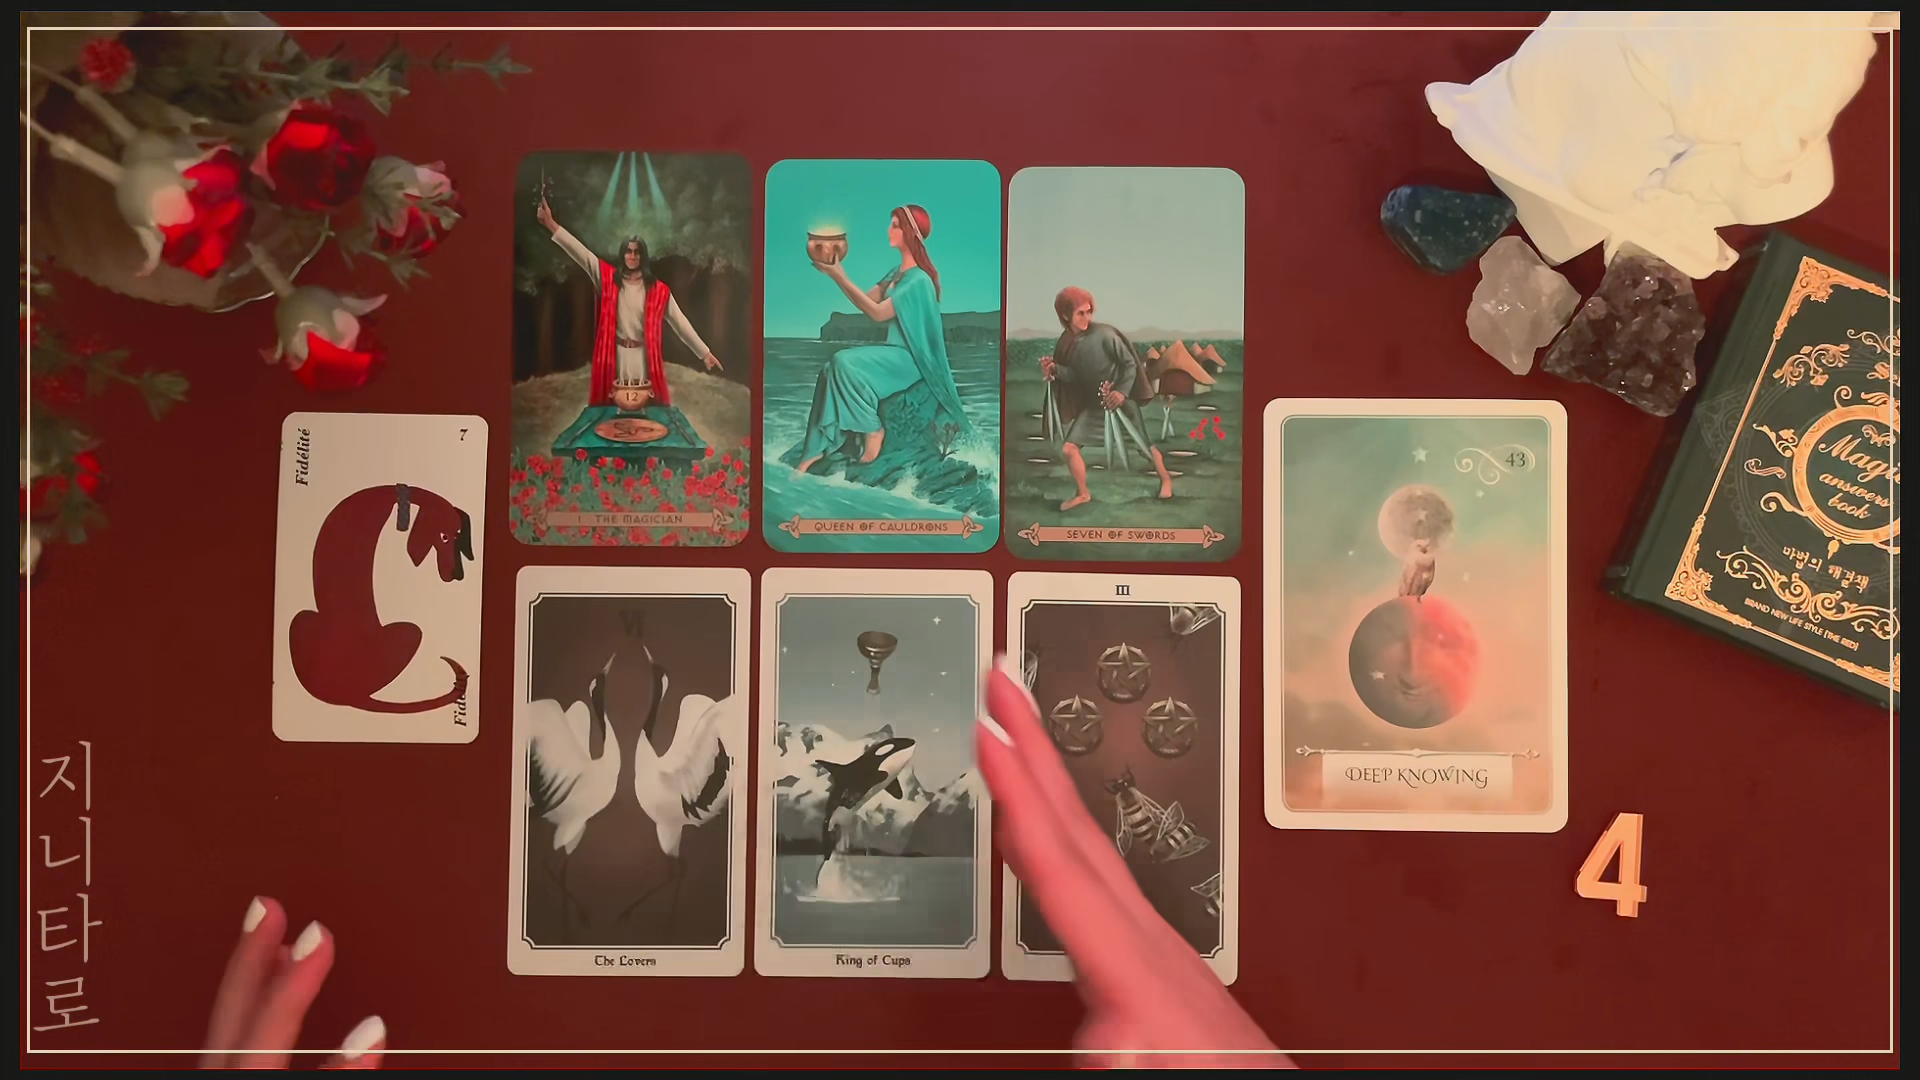 지니타로
Fidélité
7
I THE MAGICIAN
12
QUEEN OF CAULDRONS
SEVEN OF SWORDS
VI
The Lovers
King of Cups
III
43
DEEP KNOWING
4
answers
book
마법의 해결책
BRAND NEW LIFE STYLE [THE RED]